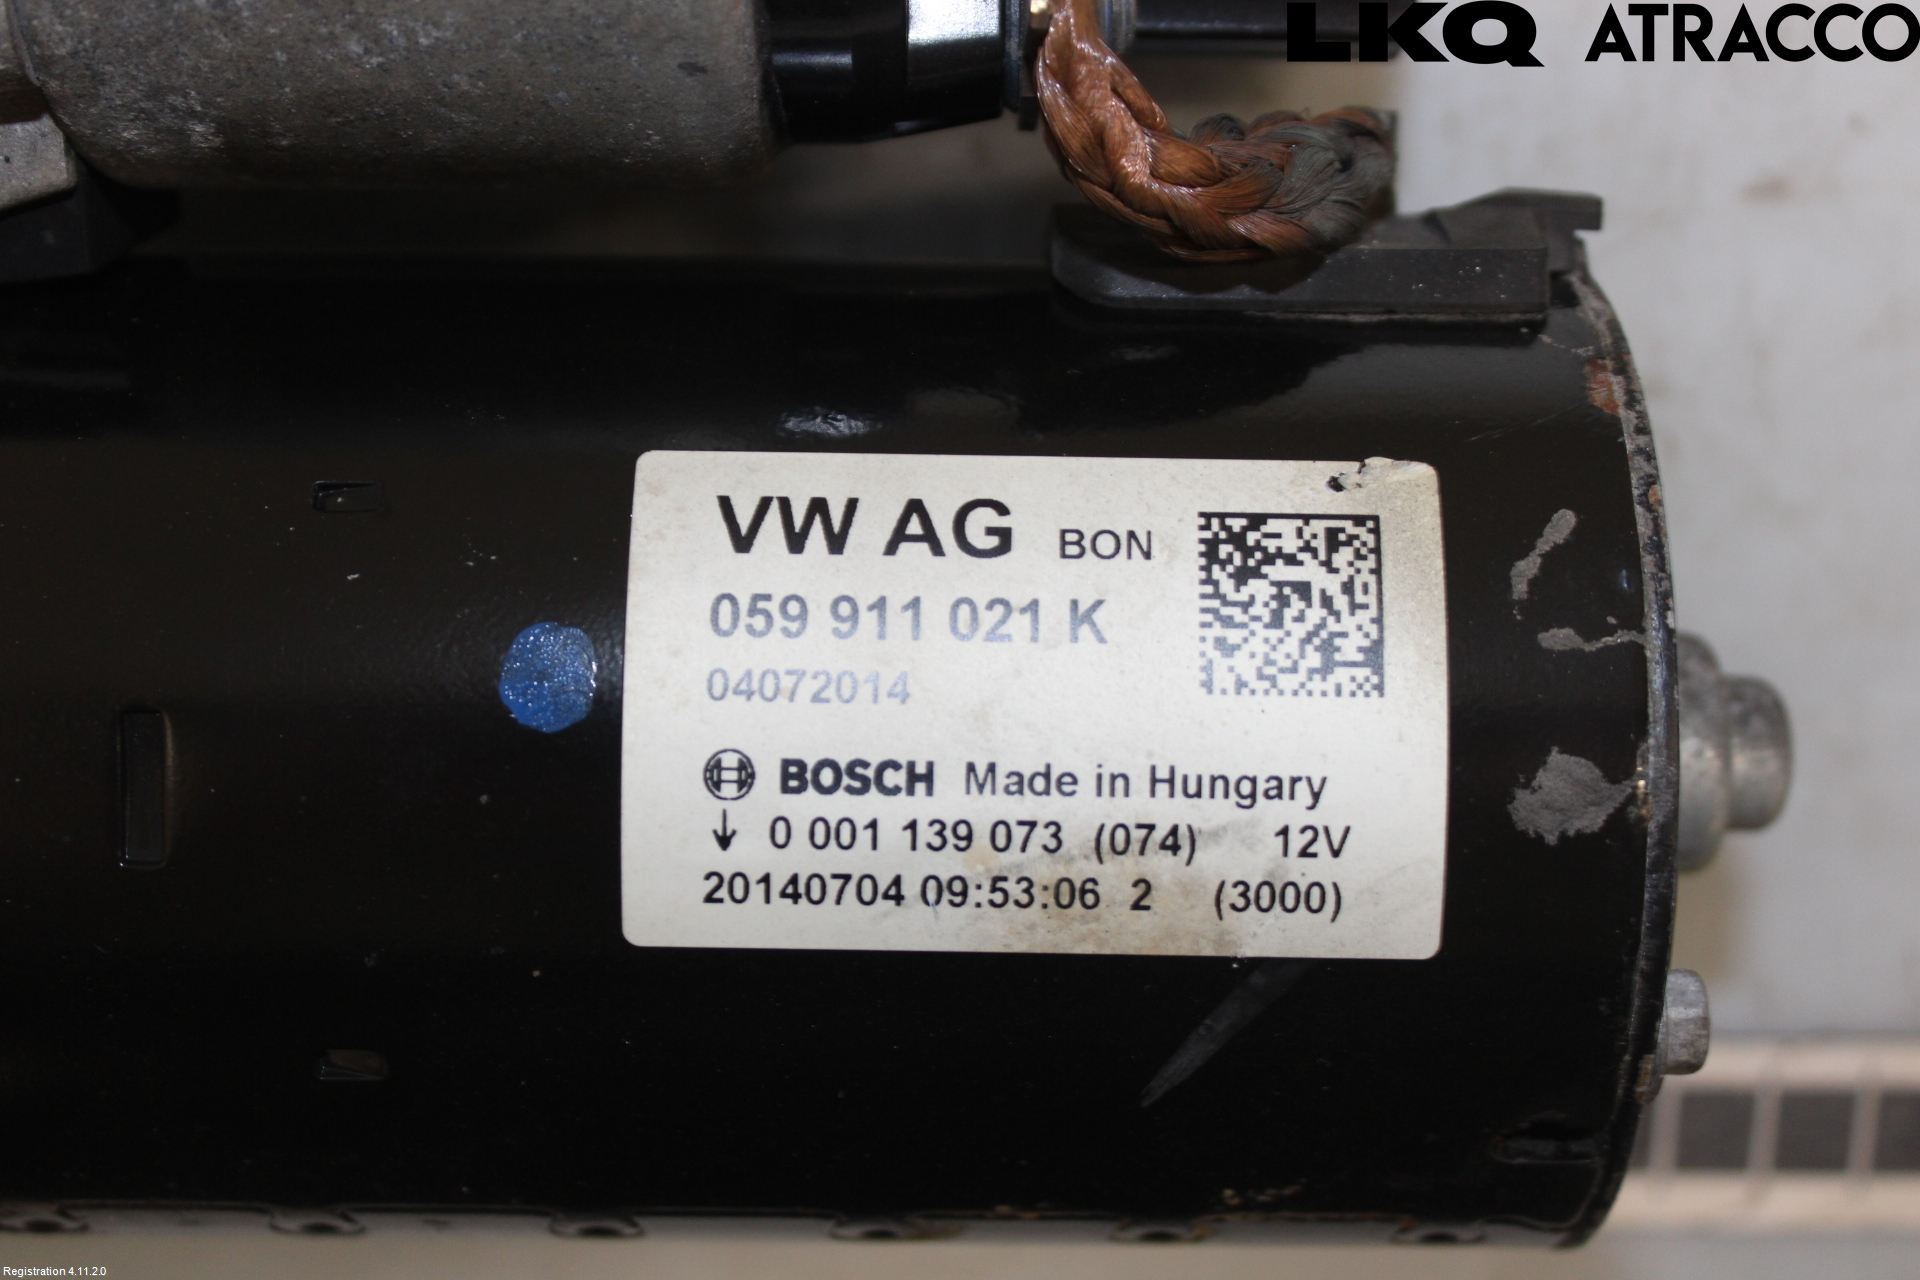 LKQ ATRACCO
VW AG BON
059 911 021 K
04072014
BOSCH Made in Hungary
↓ 0 001 139 073 (074) 12V
20140704 09:53:06 2 (3000)
Registration 4.11.2.0